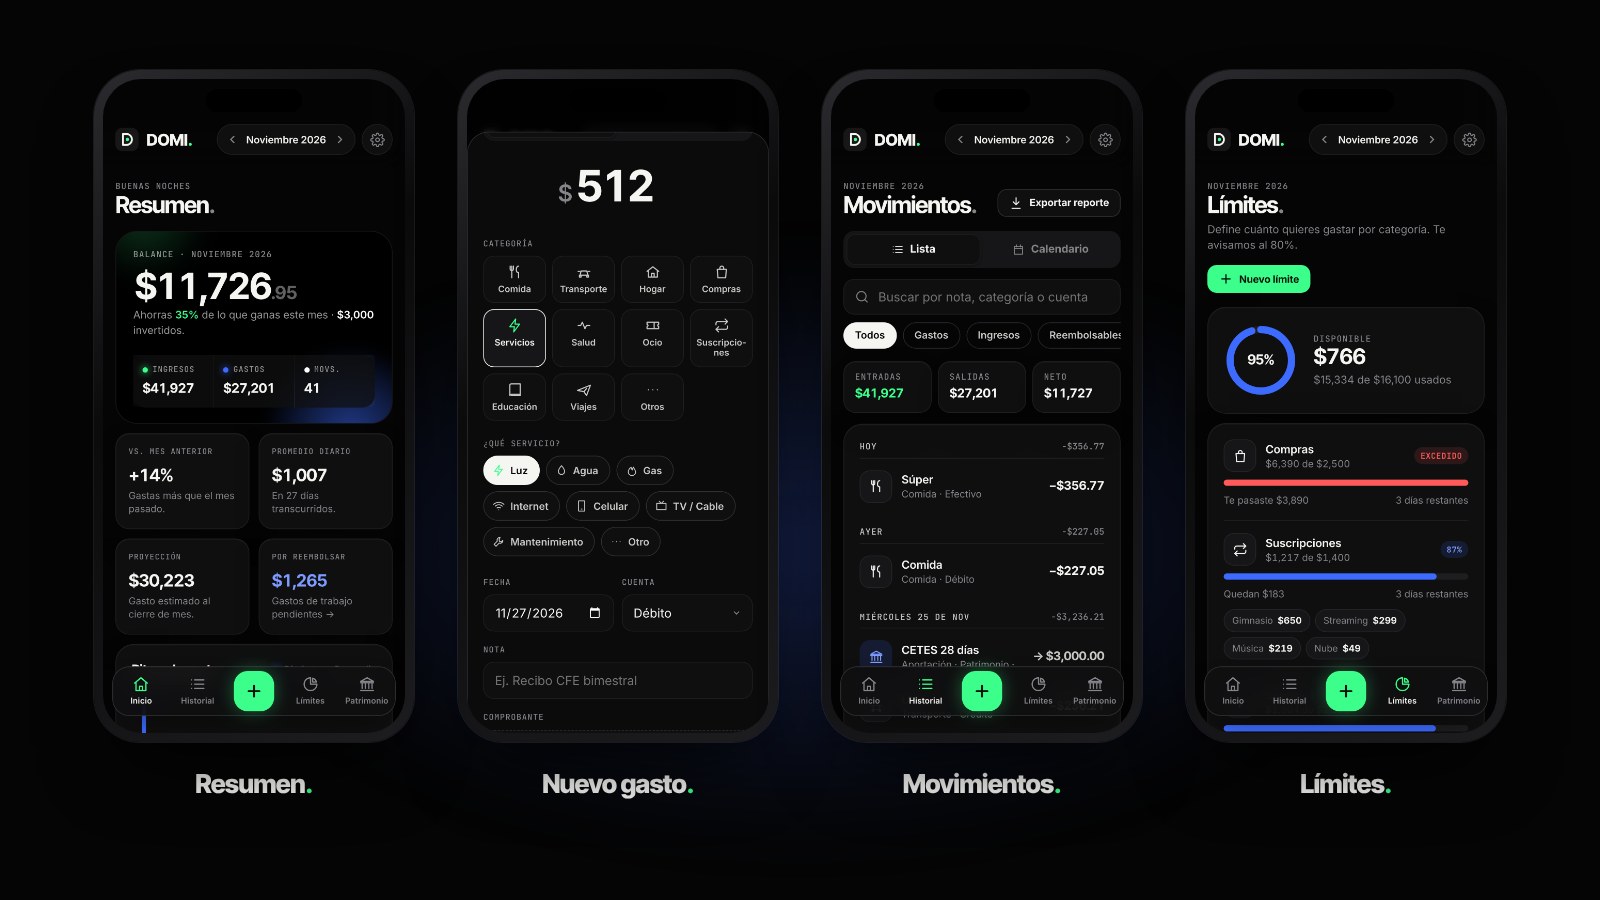 DOMI.
Noviembre 2026
BUENAS NOCHES
Resumen.
BALANCE · NOVIEMBRE 2026
$11,726.95
Ahorras 35% de lo que ganas este mes · $3,000
invertidos.
INGRESOS
$41,927
GASTOS
$27,201
MOVS.
41
VS. MES ANTERIOR
+14%
Gastas más que el mes
pasado.
PROMEDIO DIARIO
$1,007
En 27 días
transcurridos.
PROYECCIÓN
$30,223
Gasto estimado al
cierre de mes.
POR REEMBOLSAR
$1,265
Gastos de trabajo
pendientes →
Inicio
Historial
+
Límites
Patrimonio
Resumen.
$512
CATEGORÍA
Comida
Transporte
Hogar
Compras
Servicios
Salud
Ocio
Suscripcio-
nes
Educación
Viajes
Otros
¿QUÉ SERVICIO?
Luz
Agua
Gas
Internet
Celular
TV / Cable
Mantenimiento
Otro
FECHA
11/27/2026
CUENTA
Débito
NOTA
Ej. Recibo CFE bimestral
COMPROBANTE
Nuevo gasto.
DOMI.
Noviembre 2026
NOVIEMBRE 2026
Movimientos.
Exportar reporte
Lista
Calendario
Buscar por nota, categoría o cuenta
Todos
Gastos
Ingresos
Reembolsables
ENTRADAS
$41,927
SALIDAS
$27,201
NETO
$11,727
HOY
-$356.77
Súper
Comida · Efectivo
−$356.77
AYER
-$227.05
Comida
Comida · Débito
−$227.05
MIÉRCOLES 25 DE NOV
-$3,236.21
CETES 28 días
Aportación · Patrimonio ·
→ $3,000.00
Inicio
Historial
+
Límites
Patrimonio
Movimientos.
DOMI.
Noviembre 2026
NOVIEMBRE 2026
Límites.
Define cuánto quieres gastar por categoría. Te
avisamos al 80%.
+ Nuevo límite
95%
DISPONIBLE
$766
$15,334 de $16,100 usados
Compras
$6,390 de $2,500
EXCEDIDO
Te pasaste $3,890
3 días restantes
Suscripciones
$1,217 de $1,400
87%
Quedan $183
3 días restantes
Gimnasio $650
Streaming $299
Música $219
Nube $49
Inicio
Historial
+
Límites
Patrimonio
Límites.